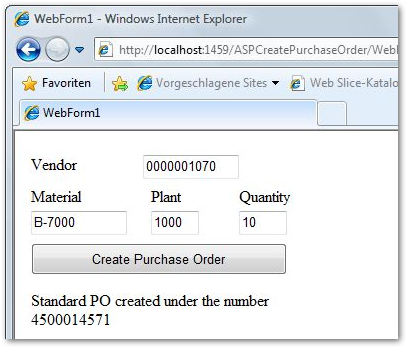 WebForm1 - Windows Internet Explorer
http://localhost:1459/ASPCreatePurchaseOrder/Web
Favoriten Vorgeschlagene Sites Web Slice-Katalo
WebForm1
Vendor 0000001070
Material Plant Quantity
B-7000 1000 10
Create Purchase Order
Standard PO created under the number
4500014571